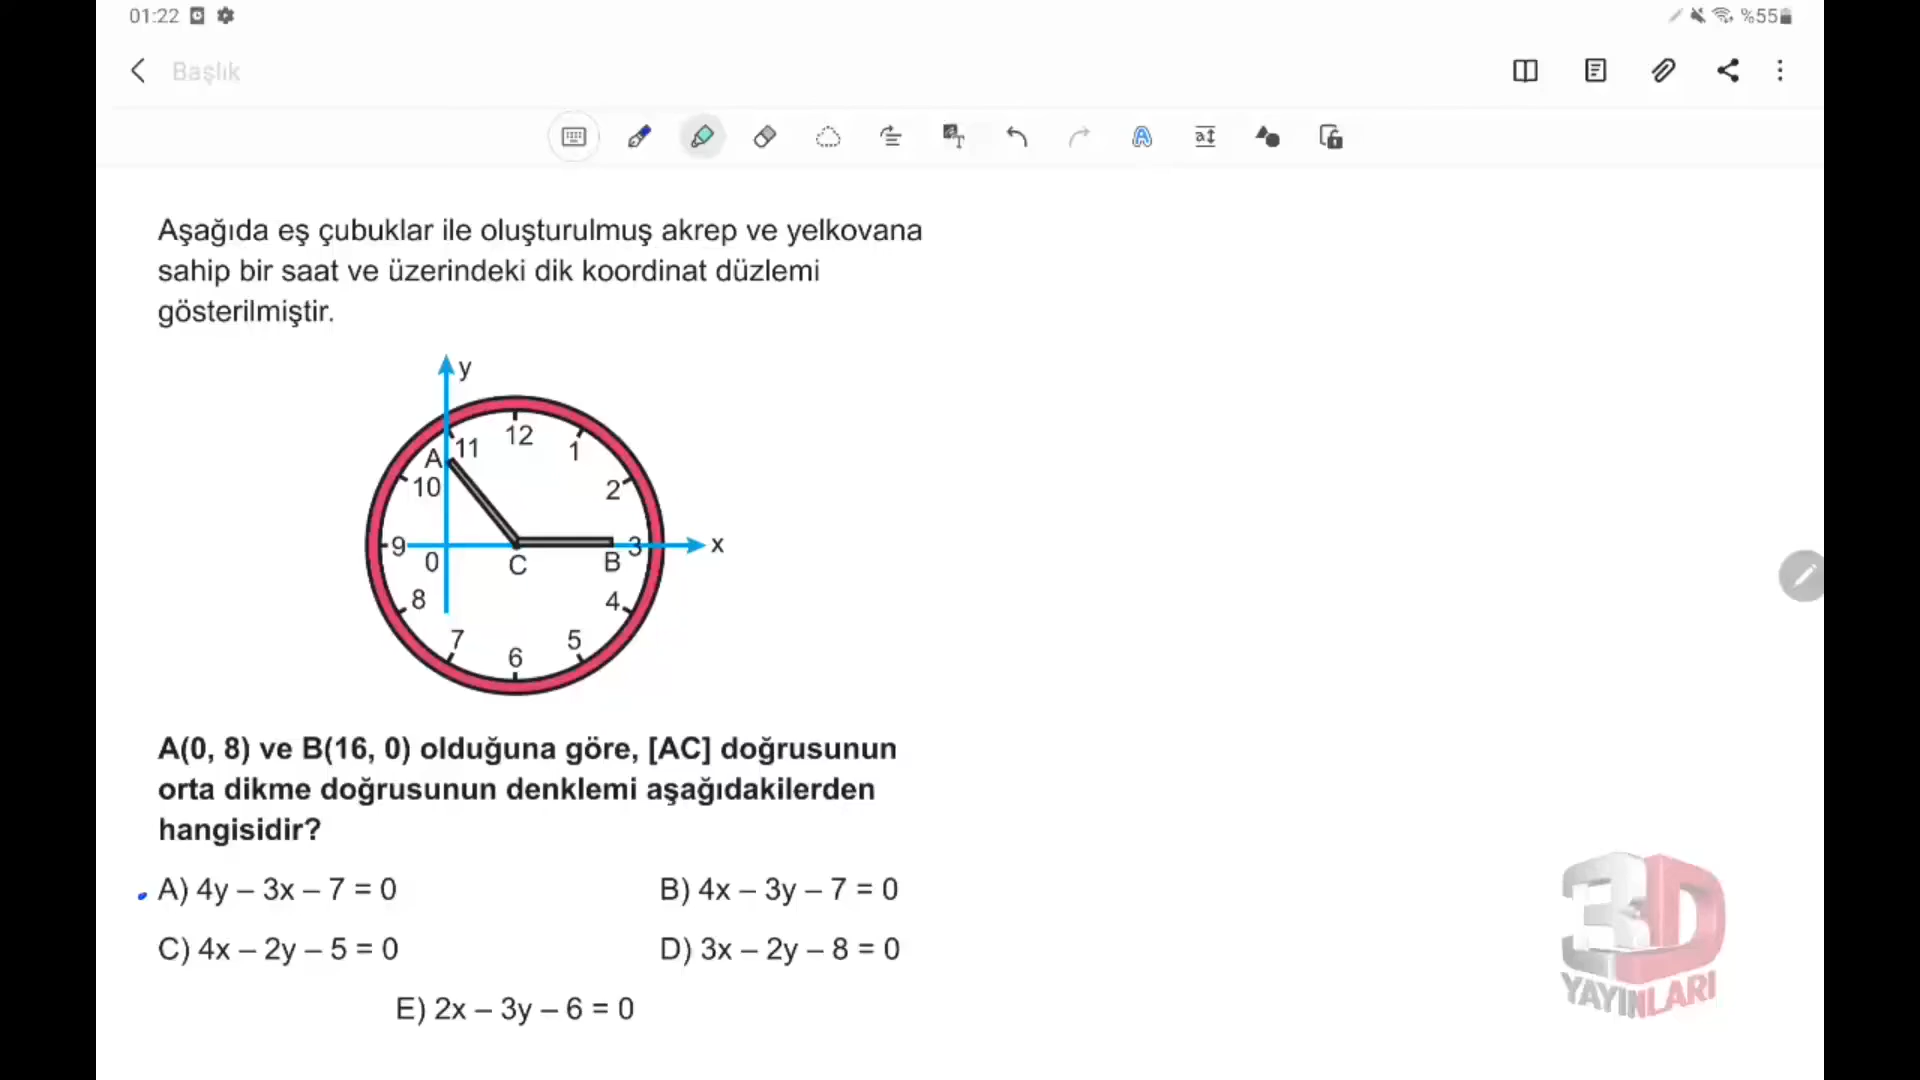 01:22
%55
Başlık
Aşağıda eş çubuklar ile oluşturulmuş akrep ve yelkovana
sahip bir saat ve üzerindeki dik koordinat düzlemi
gösterilmiştir.
y
12
11
1
A
10
2
9
3
x
0
C
B
8
4
7
5
6
A(0, 8) ve B(16, 0) olduğuna göre, [AC] doğrusunun
orta dikme doğrusunun denklemi aşağıdakilerden
hangisidir?
A) 4y – 3x – 7 = 0
B) 4x – 3y – 7 = 0
C) 4x – 2y – 5 = 0
D) 3x – 2y – 8 = 0
E) 2x – 3y – 6 = 0
3D
YAYINLARI